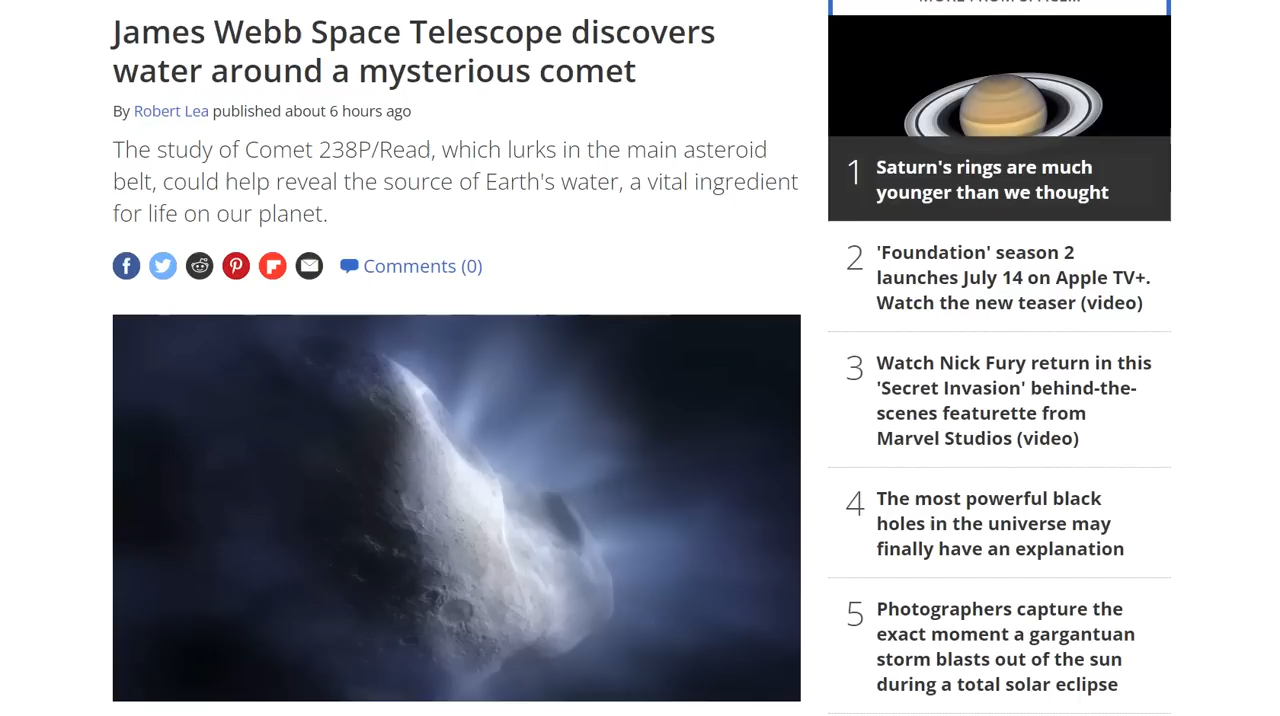 James Webb Space Telescope discovers
water around a mysterious comet
By Robert Lea published about 6 hours ago
The study of Comet 238P/Read, which lurks in the main asteroid
belt, could help reveal the source of Earth's water, a vital ingredient
for life on our planet.
Comments (0)
1
Saturn's rings are much
younger than we thought
2
'Foundation' season 2
launches July 14 on Apple TV+.
Watch the new teaser (video)
3
Watch Nick Fury return in this
'Secret Invasion' behind-the-
scenes featurette from
Marvel Studios (video)
4
The most powerful black
holes in the universe may
finally have an explanation
5
Photographers capture the
exact moment a gargantuan
storm blasts out of the sun
during a total solar eclipse